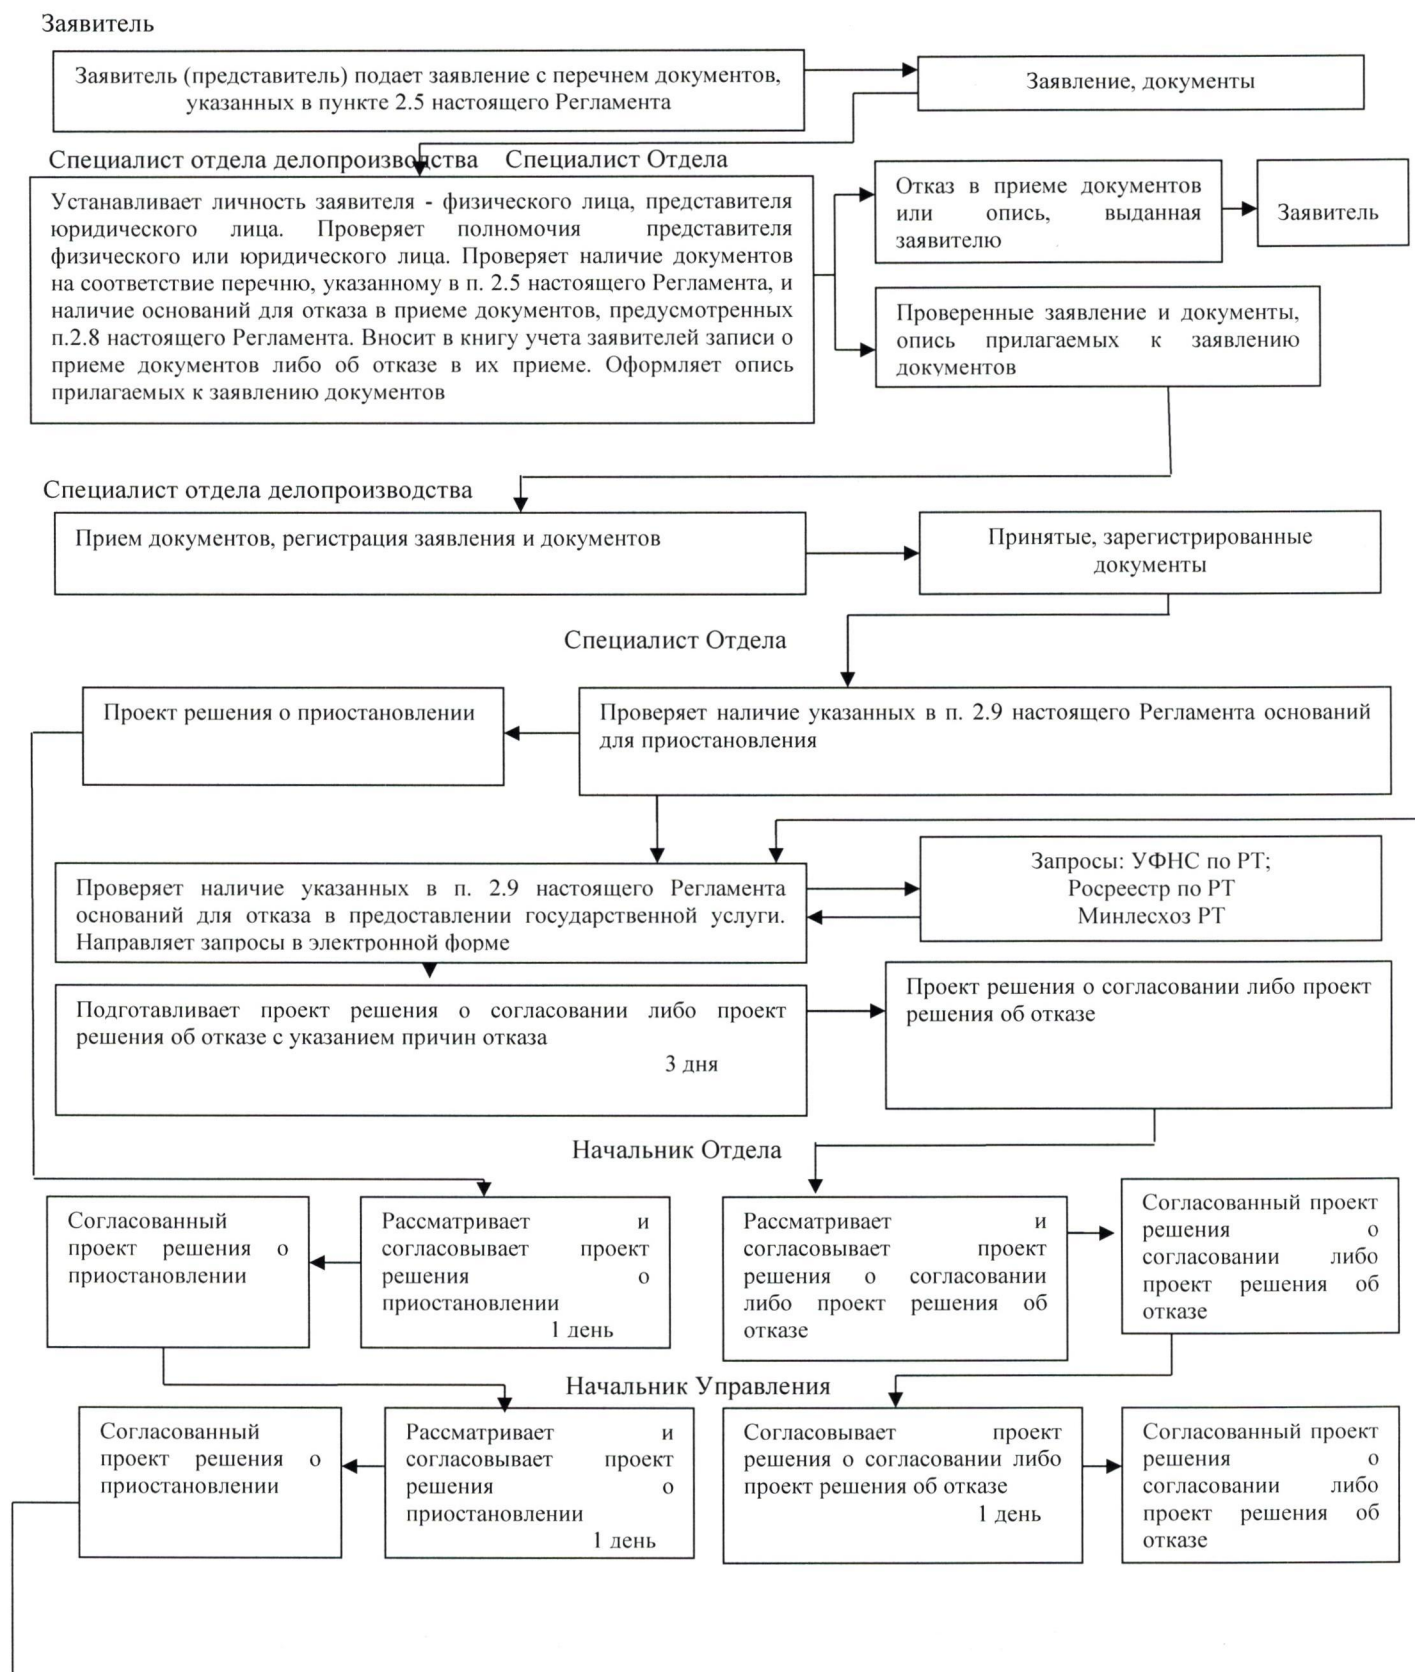 Заявитель
Заявитель (представитель) подает заявление с перечнем документов,
указанных в пункте 2.5 настоящего Регламента
Заявление, документы
Специалист отдела делопроизводства Специалист Отдела
Устанавливает личность заявителя - физического лица, представителя
юридического лица. Проверяет полномочия представителя
физического или юридического лица. Проверяет наличие документов
на соответствие перечню, указанному в п. 2.5 настоящего Регламента, и
наличие оснований для отказа в приеме документов, предусмотренных
п.2.8 настоящего Регламента. Вносит в книгу учета заявителей записи о
приеме документов либо об отказе в их приеме. Оформляет опись
прилагаемых к заявлению документов
Отказ в приеме документов
или опись, выданная
заявителю
Заявитель
Проверенные заявление и документы,
опись прилагаемых к заявлению
документов
Специалист отдела делопроизводства
Прием документов, регистрация заявления и документов
Принятые, зарегистрированные
документы
Специалист Отдела
Проект решения о приостановлении
Проверяет наличие указанных в п. 2.9 настоящего Регламента оснований
для приостановления
Проверяет наличие указанных в п. 2.9 настоящего Регламента
оснований для отказа в предоставлении государственной услуги.
Направляет запросы в электронной форме
Запросы: УФНС по РТ;
Росреестр по РТ
Минлесхоз РТ
Подготавливает проект решения о согласовании либо проект
решения об отказе с указанием причин отказа
3 дня
Проект решения о согласовании либо проект
решения об отказе
Начальник Отдела
Согласованный
проект решения о
приостановлении
Рассматривает и
согласовывает проект
решения о
приостановлении
1 день
Рассматривает и
согласовывает проект
решения о согласовании
либо проект решения об
отказе
Согласованный проект
решения о
согласовании либо
проект решения об
отказе
Начальник Управления
Согласованный
проект решения о
приостановлении
Рассматривает и
согласовывает проект
решения о
приостановлении
1 день
Согласовывает проект
решения о согласовании либо
проект решения об отказе
1 день
Согласованный проект
решения о
согласовании либо
проект решения об
отказе